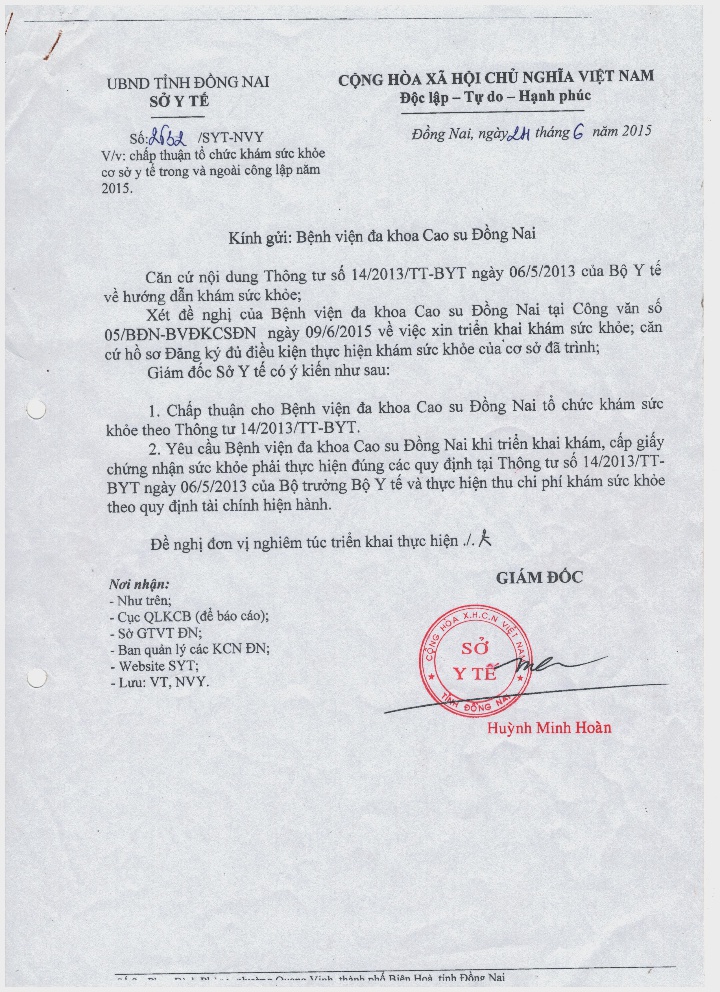 UBND TỈNH ĐỒNG NAI
SỞ Y TẾ
CỘNG HÒA XÃ HỘI CHỦ NGHĨA VIỆT NAM
Độc lập – Tự do – Hạnh phúc
Số: /SYT-NVY
Đồng Nai, ngày 24 tháng 6 năm 2015
V/v: chấp thuận tổ chức khám sức khỏe
cơ sở y tế trong và ngoài công lập năm
2015.
Kính gửi: Bệnh viện đa khoa Cao su Đồng Nai
Căn cứ nội dung Thông tư số 14/2013/TT-BYT ngày 06/5/2013 của Bộ Y tế
về hướng dẫn khám sức khỏe;
Xét đề nghị của Bệnh viện đa khoa Cao su Đồng Nai tại Công văn số
05/BĐN-BVĐKCSĐN ngày 09/6/2015 về việc xin triển khai khám sức khỏe; căn
cứ hồ sơ Đăng ký đủ điều kiện thực hiện khám sức khỏe của cơ sở đã trình;
Giám đốc Sở Y tế có ý kiến như sau:
1. Chấp thuận cho Bệnh viện đa khoa Cao su Đồng Nai tổ chức khám sức
khỏe theo Thông tư 14/2013/TT-BYT.
2. Yêu cầu Bệnh viện đa khoa Cao su Đồng Nai khi triển khai khám, cấp giấy
chứng nhận sức khỏe phải thực hiện đúng các quy định tại Thông tư số 14/2013/TT-
BYT ngày 06/5/2013 của Bộ trưởng Bộ Y tế và thực hiện thu chi phí khám sức khỏe
theo quy định tài chính hiện hành.
Đề nghị đơn vị nghiêm túc triển khai thực hiện ./.
Nơi nhận:
- Như trên;
- Cục QLKCB (để báo cáo);
- Sở GTVT ĐN;
- Ban quản lý các KCN ĐN;
- Website SYT;
- Lưu: VT, NVY.
GIÁM ĐỐC
CỘNG HÒA X.H.C.N VIỆT NAM
SỞ
Y TẾ
TỈNH ĐỒNG NAI
Huỳnh Minh Hoàn
Quang Vinh, thành phố Biên Hoà, tỉnh Đồng Nai